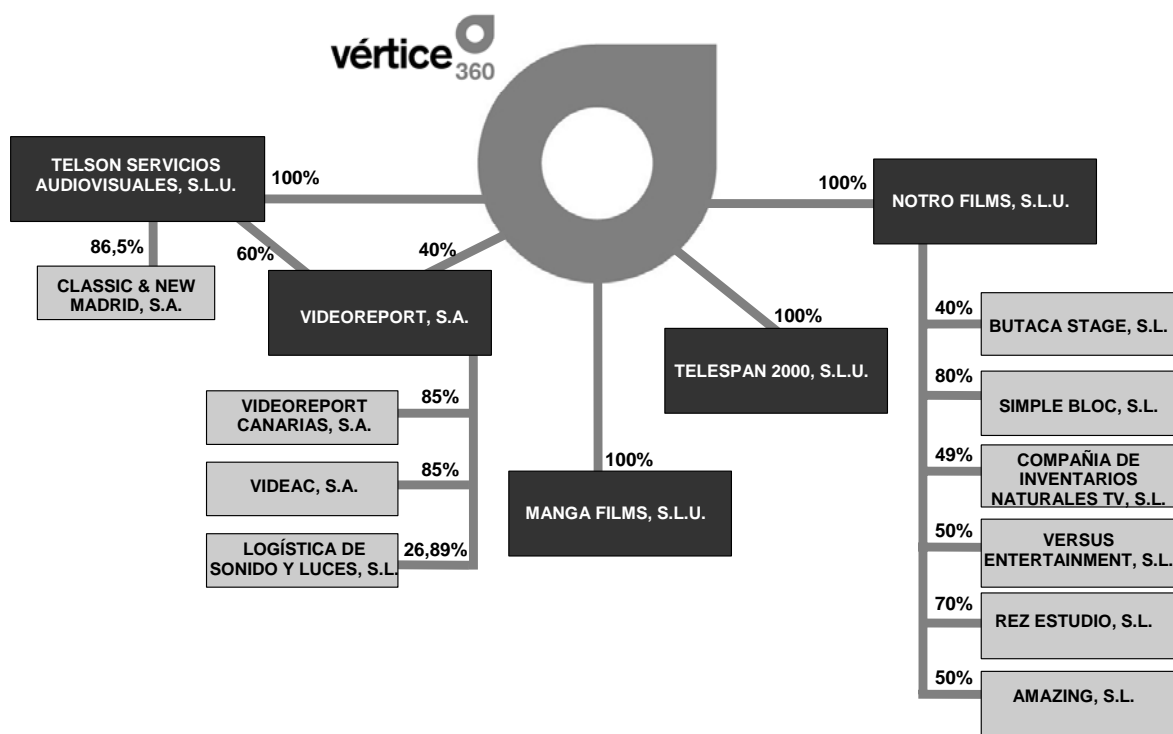 vértice
360
TELSON SERVICIOS
AUDIOVISUALES, S.L.U.
100%
100%
NOTRO FILMS, S.L.U.
86,5%
60%
40%
CLASSIC & NEW
MADRID, S.A.
VIDEOREPORT, S.A.
100%
TELESPAN 2000, S.L.U.
40%
BUTACA STAGE, S.L.
80%
SIMPLE BLOC, S.L.
85%
VIDEOREPORT
CANARIAS, S.A.
85%
VIDEAC, S.A.
26,89%
LOGÍSTICA DE
SONIDO Y LUCES, S.L.
100%
MANGA FILMS, S.L.U.
49%
COMPAÑIA DE
INVENTARIOS
NATURALES TV, S.L.
50%
VERSUS
ENTERTAINMENT, S.L.
70%
REZ ESTUDIO, S.L.
50%
AMAZING, S.L.